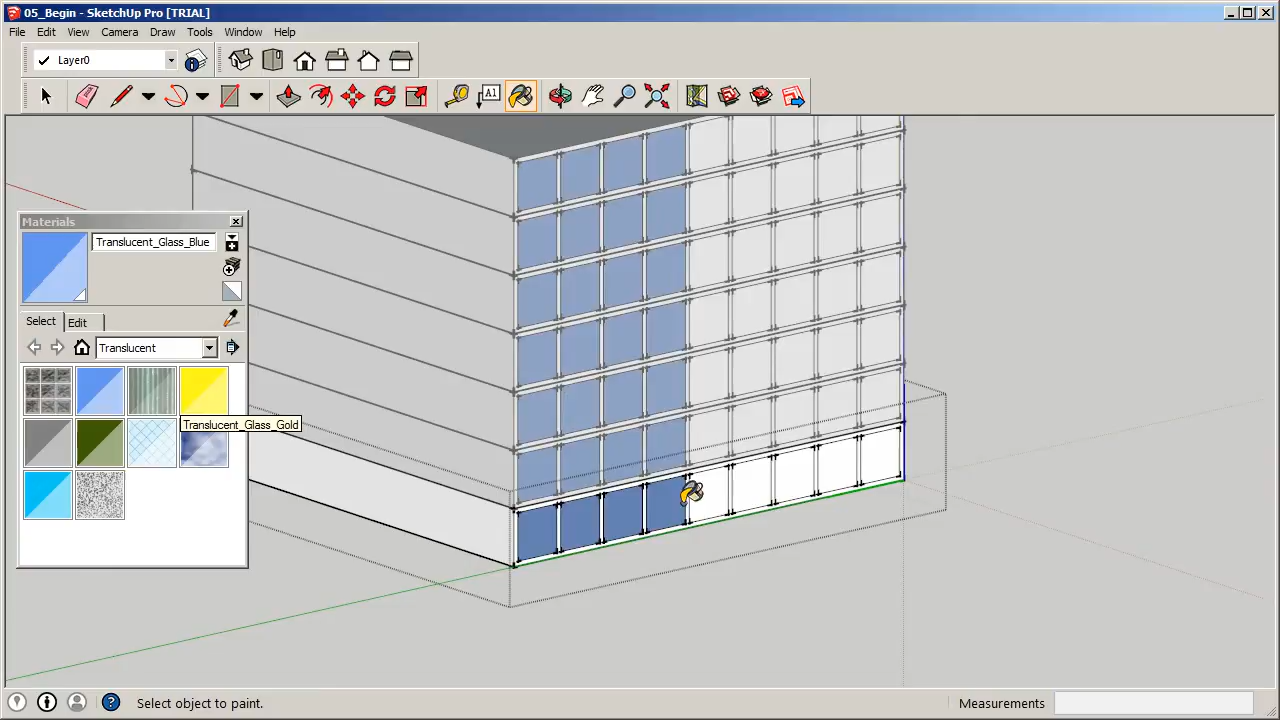 05_Begin - SketchUp Pro [TRIAL]
File Edit View Camera Draw Tools Window Help
Layer0
A1
Materials
Translucent_Glass_Blue
Select Edit
Translucent
Translucent_Glass_Gold
Select object to paint.
Measurements